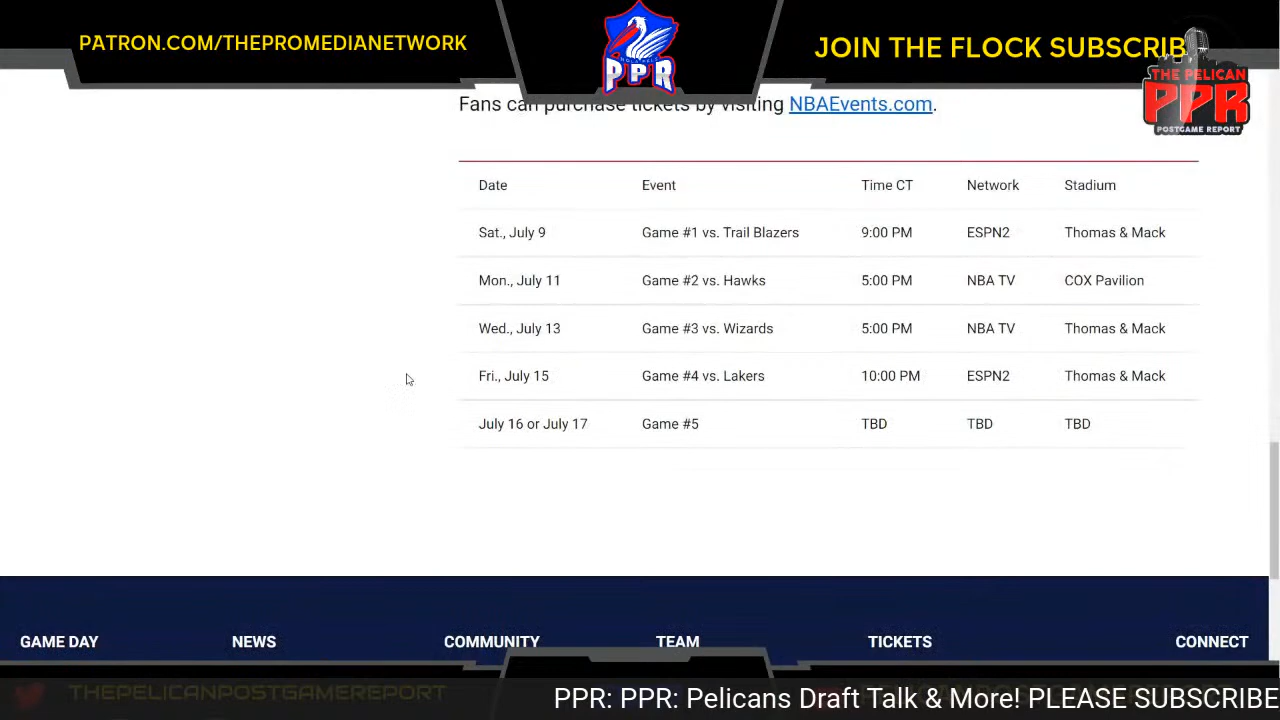 PATRON.COM/THEPROMEDIANETWORK
JOIN THE FLOCK SUBSCRIB
PPR
THE PELICAN
PPR
POSTGAME REPORT
Fans can purchase tickets by visiting NBAEvents.com.
Date Event Time CT Network Stadium
Sat., July 9 Game #1 vs. Trail Blazers 9:00 PM ESPN2 Thomas & Mack
Mon., July 11 Game #2 vs. Hawks 5:00 PM NBA TV COX Pavilion
Wed., July 13 Game #3 vs. Wizards 5:00 PM NBA TV Thomas & Mack
Fri., July 15 Game #4 vs. Lakers 10:00 PM ESPN2 Thomas & Mack
July 16 or July 17 Game #5 TBD TBD TBD
GAME DAY NEWS COMMUNITY TEAM TICKETS CONNECT
THEPELICANPOSTGAMEREPORT
PPR: PPR: Pelicans Draft Talk & More! PLEASE SUBSCRIBE